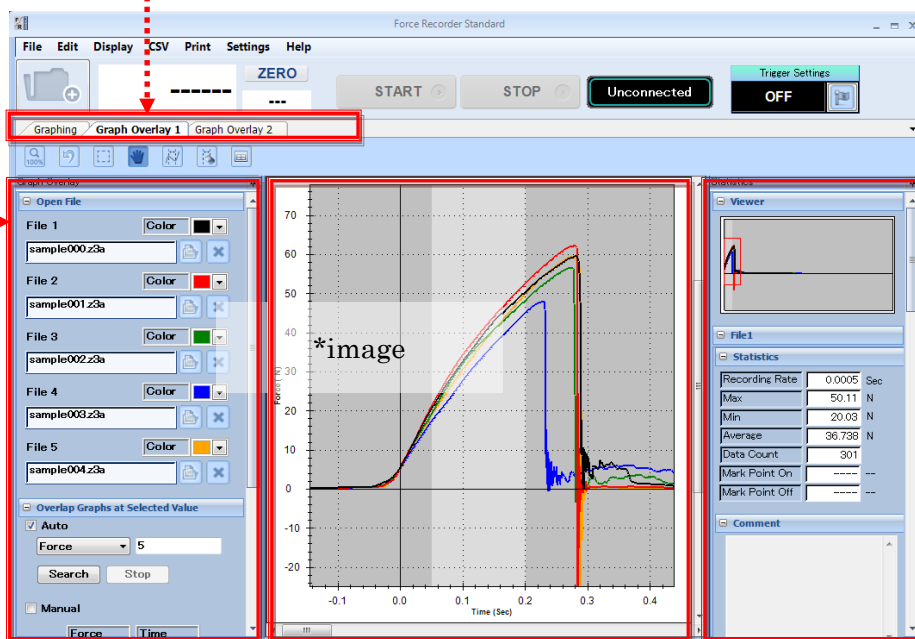 Force Recorder Standard
File Edit Display CSV Print Settings Help
------
ZERO
---
START
STOP
Unconnected
Trigger Settings
OFF
Graphing Graph Overlay 1 Graph Overlay 2
100%
Graph Overlay
Open File
File 1 Color
sample000.z3a
File 2 Color
sample001.z3a
File 3 Color
sample002.z3a
File 4 Color
sample003.z3a
File 5 Color
sample004.z3a
Overlap Graphs at Selected Value
Auto
Force 5
Search Stop
Manual
Force Time
70
60
50
40
30
20
10
0
-10
-20
Force ( N )
*image
-0.1 0.0 0.1 0.2 0.3 0.4
Time (Sec)
Statistics
Viewer
File1
Statistics
Recording Rate 0.0005 Sec
Max 50.11 N
Min 20.03 N
Average 36.738 N
Data Count 301
Mark Point On ---- --
Mark Point Off ---- --
Comment